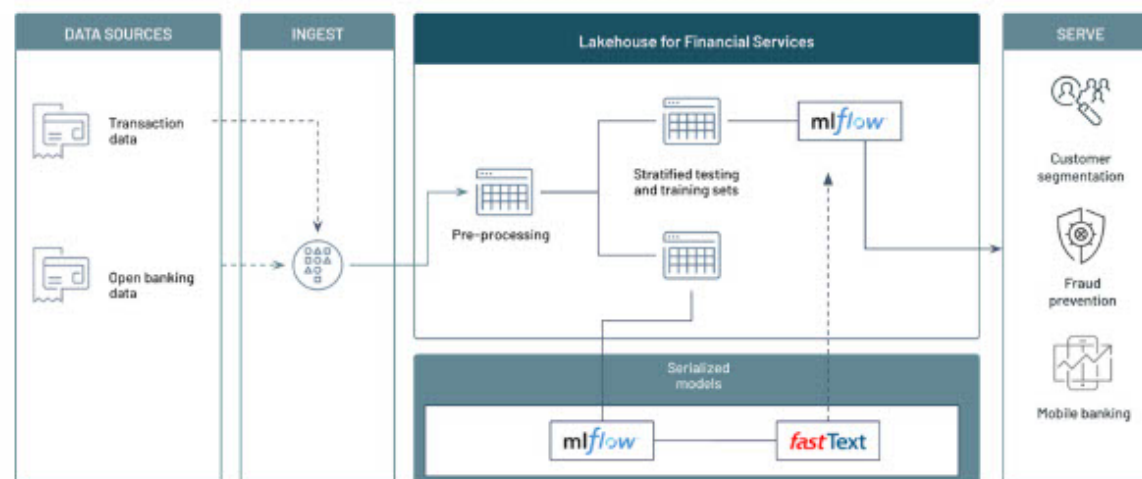 DATA SOURCES
Transaction
data
Open banking
data
INGEST
Lakehouse for Financial Services
Pre-processing
Stratified testing
and training sets
mlflow
Serialized
models
mlflow
fastText
SERVE
Customer
segmentation
Fraud
prevention
Mobile banking